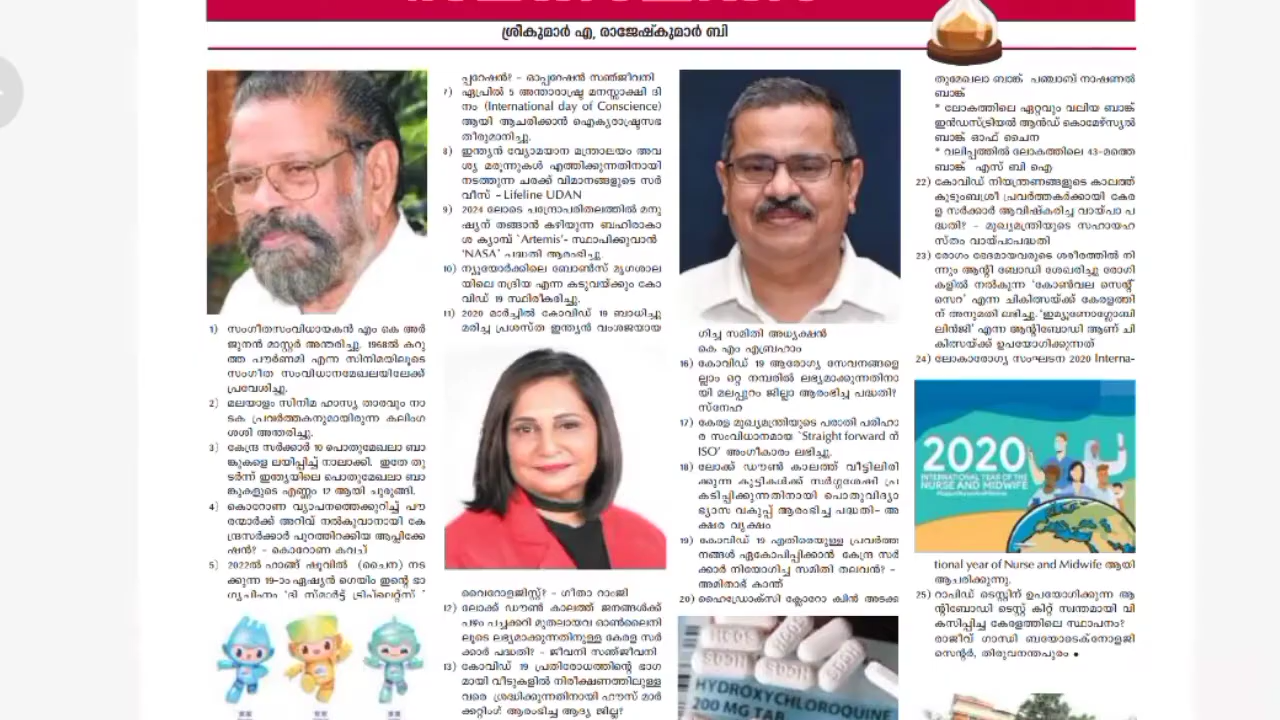 ശ്രീകുമാർ എ, രാജേഷ്കുമാർ ബി
1) സംഗീതസംവിധായകൻ എം കെ അർ
ജുനൻ മാസ്റ്റർ അന്തരിച്ചു. 1968ൽ കറു
ത്ത പൗർണമി എന്ന സിനിമയിലൂടെ
സംഗീത സംവിധാനമേഖലയിലേക്ക്
പ്രവേശിച്ചു.
2) മലയാളം സിനിമ ഹാസ്യ താരവും നാ
ടക പ്രവർത്തകനുമായിരുന്ന കലിംഗ
ശശി അന്തരിച്ചു.
3) കേന്ദ്ര സർക്കാർ 10 പൊതുമേഖലാ ബാ
ങ്കുകളെ ലയിപ്പിച്ച് നാലാക്കി. ഇതേ തു
ടർന്ന് ഇന്ത്യയിലെ പൊതുമേഖലാ ബാ
ങ്കുകളുടെ എണ്ണം 12 ആയി ചുരുങ്ങി.
4) കൊറോണ വ്യാപനത്തെക്കുറിച്ച് പൗ
രന്മാർക്ക് അറിവ് നൽകുവാനായി കേ
ന്ദ്രസർക്കാർ പുറത്തിറക്കിയ ആപ്ലിക്കേ
ഷൻ? – കൊറോണ കവച്
5) 2022ൽ ഹാങ്ങ് ഷൂവിൽ (ചൈന) നട
ക്കുന്ന 19-ാം ഏഷ്യൻ ഗെയിം ഇന്റെ ഭാ
ഗ്യചിഹ്നം 'ദി സ്മാർട്ട് ട്രിപ്‌ലെറ്റ്സ് '
പ്പറേഷൻ? – ഓപ്പറേഷൻ സഞ്ജീവനി
7) ഏപ്രിൽ 5 അന്താരാഷ്ട്ര മനസ്സാക്ഷി ദി
നം (International day of Conscience)
ആയി ആചരിക്കാൻ ഐക്യരാഷ്ട്രസഭ
തീരുമാനിച്ചു.
8) ഇന്ത്യൻ വ്യോമയാന മന്ത്രാലയം അവ
ശ്യ മരുന്നുകൾ എത്തിക്കുന്നതിനായി
നടത്തുന്ന ചരക്ക് വിമാനങ്ങളുടെ സർ
വീസ് – Lifeline UDAN
9) 2024 ലോടെ ചന്ദ്രോപരിതലത്തിൽ മനു
ഷ്യന് തങ്ങാൻ കഴിയുന്ന ബഹിരാകാ
ശ ക്യാമ്പ് 'Artemis'- സ്ഥാപിക്കുവാൻ
'NASA' പദ്ധതി ആരംഭിച്ചു.
10) ന്യൂയോർക്കിലെ ബോൺസ് മൃഗശാല
യിലെ നദ്രിയ എന്ന കടുവയ്ക്കും കോ
വിഡ് 19 സ്ഥിരീകരിച്ചു.
11) 2020 മാർച്ചിൽ കോവിഡ് 19 ബാധിച്ചു
മരിച്ച പ്രശസ്ത ഇന്ത്യൻ വംശജയായ
വൈറോളജിസ്റ്റ്? – ഗീതാ റാംജി
12) ലോക്ക് ഡൗൺ കാലത്ത് ജനങ്ങൾക്ക്
പഴം പച്ചക്കറി മുതലായവ ഓൺലൈനി
ലൂടെ ലഭ്യമാക്കുന്നതിനുള്ള കേരള സർ
ക്കാർ പദ്ധതി? – ജീവനി സഞ്ജീവനി
13) കോവിഡ് 19 പ്രതിരോധത്തിന്റെ ഭാഗ
മായി വീടുകളിൽ നിരീക്ഷണത്തിലുള്ള
വരെ ശ്രദ്ധിക്കുന്നതിനായി ഹൗസ് മാർ
ക്കറ്റിംഗ് ആരംഭിച്ച ആദ്യ ജില്ല?
ഗിച്ച സമിതി അധ്യക്ഷൻ
കെ എം എബ്രഹാം
16) കോവിഡ് 19 ആരോഗ്യ സേവനങ്ങളെ
ല്ലാം ഒറ്റ നമ്പരിൽ ലഭ്യമാക്കുന്നതിനാ
യി മലപ്പുറം ജില്ലാ ആരംഭിച്ച പദ്ധതി?
സ്നേഹ
17) കേരള മുഖ്യമന്ത്രിയുടെ പരാതി പരിഹാ
ര സംവിധാനമായ 'Straight forward ന്
ISO' അംഗീകാരം ലഭിച്ചു.
18) ലോക്ക് ഡൗൺ കാലത്ത് വീട്ടിലിരി
ക്കുന്ന കുട്ടികൾക്ക് സർഗ്ഗശേഷി പ്ര
കടിപ്പിക്കുന്നതിനായി പൊതുവിദ്യാ
ഭ്യാസ വകുപ്പ് ആരംഭിച്ച പദ്ധതി– അ
ക്ഷര വൃക്ഷം
19) കോവിഡ് 19 എതിരെയുള്ള പ്രവർത്ത
നങ്ങൾ ഏകോപിപ്പിക്കാൻ കേന്ദ്ര സർ
ക്കാർ നിയോഗിച്ച സമിതി തലവൻ? –
അമിതാഭ് കാന്ത്
20) ഹൈഡ്രോക്സി ക്ലോറോ ക്വിൻ അടക്ക
HYDROXYCHLOROQUINE
200 MG TAB
തുമേഖലാ ബാങ്ക് പഞ്ചാബ് നാഷണൽ
ബാങ്ക്
* ലോകത്തിലെ ഏറ്റവും വലിയ ബാങ്ക്
ഇൻഡസ്ട്രിയൽ ആൻഡ് കൊമേഴ്സ്യൽ
ബാങ്ക് ഓഫ് ചൈന
* വലിപ്പത്തിൽ ലോകത്തിലെ 43-മത്തെ
ബാങ്ക് എസ് ബി ഐ
22) കോവിഡ് നിയന്ത്രണങ്ങളുടെ കാലത്ത്
കുടുംബശ്രീ പ്രവർത്തകർക്കായി കേര
ള സർക്കാർ ആവിഷ്കരിച്ച വായ്പാ പ
ദ്ധതി? – മുഖ്യമന്ത്രിയുടെ സഹായഹ
സ്തം വായ്പാപദ്ധതി
23) രോഗം ഭേദമായവരുടെ ശരീരത്തിൽ നി
ന്നും ആന്റി ബോഡി ശേഖരിച്ചു രോഗി
കളിൽ നൽകുന്ന 'കോൺവല സെന്റ്
സെറ' എന്ന ചികിത്സയ്ക്ക് കേരളത്തി
ന് അനുമതി ലഭിച്ചു.'ഇമ്യുണോഗ്ലോബു
ലിൻജി' എന്ന ആന്റിബോഡി ആണ് ചി
കിത്സയ്ക്ക് ഉപയോഗിക്കുന്നത്
24) ലോകാരോഗ്യ സംഘടന 2020 Interna-
2020
INTERNATIONAL YEAR OF THE
NURSE AND MIDWIFE
tional year of Nurse and Midwife ആയി
ആചരിക്കുന്നു.
25) റാപിഡ് ടെസ്റ്റിന് ഉപയോഗിക്കുന്ന ആ
ന്റിബോഡി ടെസ്റ്റ് കിറ്റ് സ്വന്തമായി വി
കസിപ്പിച്ച കേരളത്തിലെ സ്ഥാപനം?
രാജീവ് ഗാന്ധി ബയോടെക്നോളജി
സെന്റർ, തിരുവനന്തപുരം •